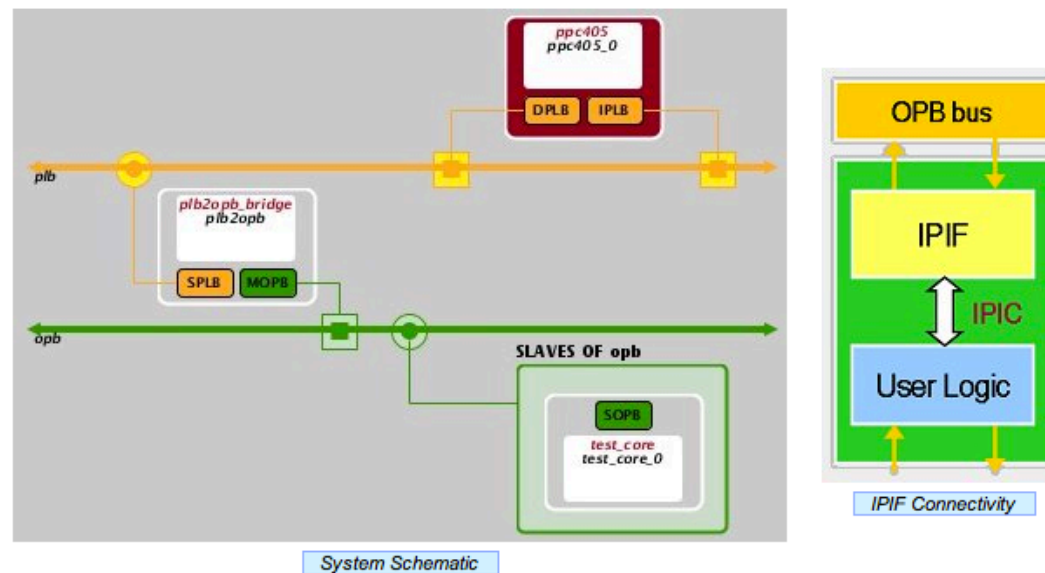 ppc405
ppc405_0
DPLB IPLB
plb
plb2opb_bridge
plb2opb
SPLB MOPB
opb
SLAVES OF opb
SOPB
test_core
test_core_0
System Schematic
OPB bus
IPIF
IPIC
User Logic
IPIF Connectivity